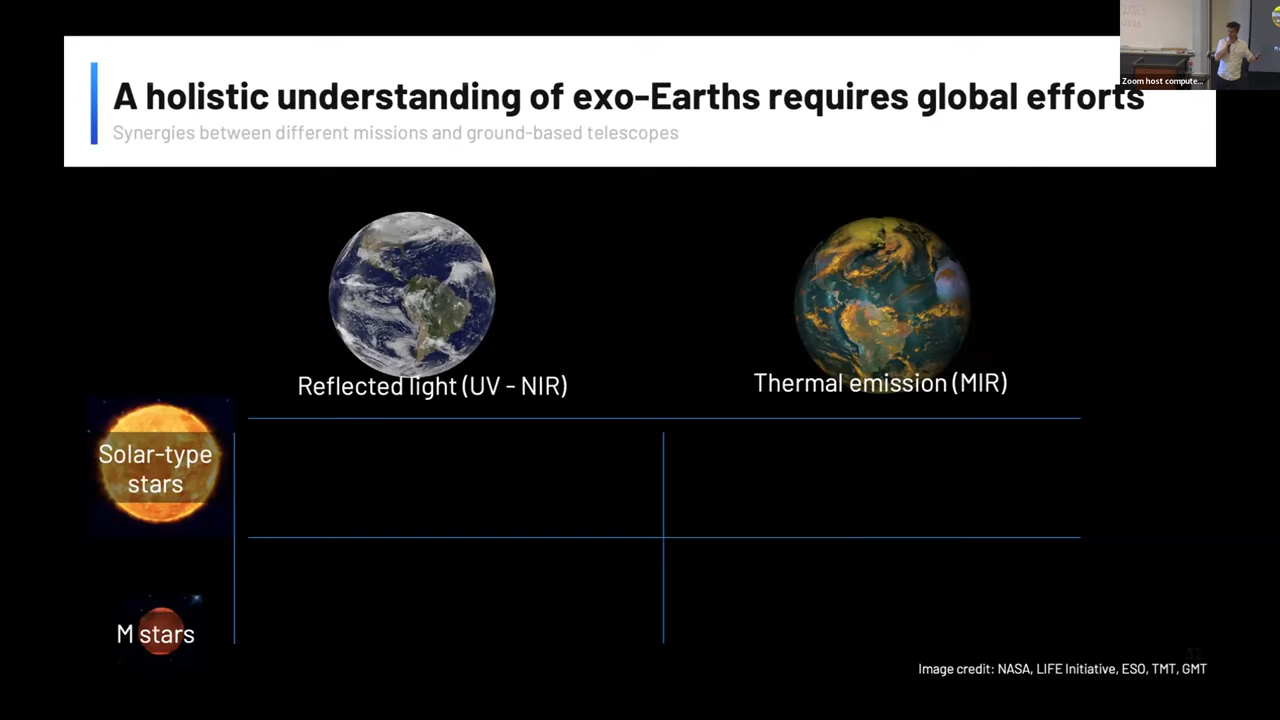 A holistic understanding of exo-Earths requires global efforts
Synergies between different missions and ground-based telescopes
Zoom host compute...
Reflected light (UV - NIR)
Thermal emission (MIR)
Solar-type
stars
M stars
32
Image credit: NASA, LIFE Initiative, ESO, TMT, GMT